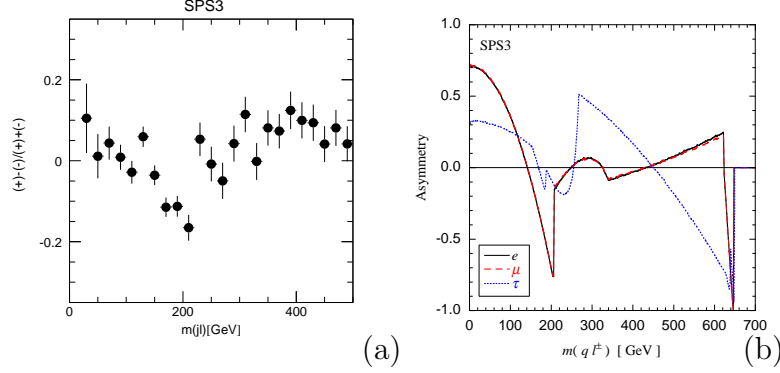 SPS3
(+)-(-)/(+)+(-)
0.2
0
-0.2
0
200
400
m(jl)[GeV]
(a)
Asymmetry
1.0
0.5
0.0
-0.5
-1.0
SPS3
e
μ
τ
0 100 200 300 400 500 600 700
m( q l± ) [ GeV ]
(b)